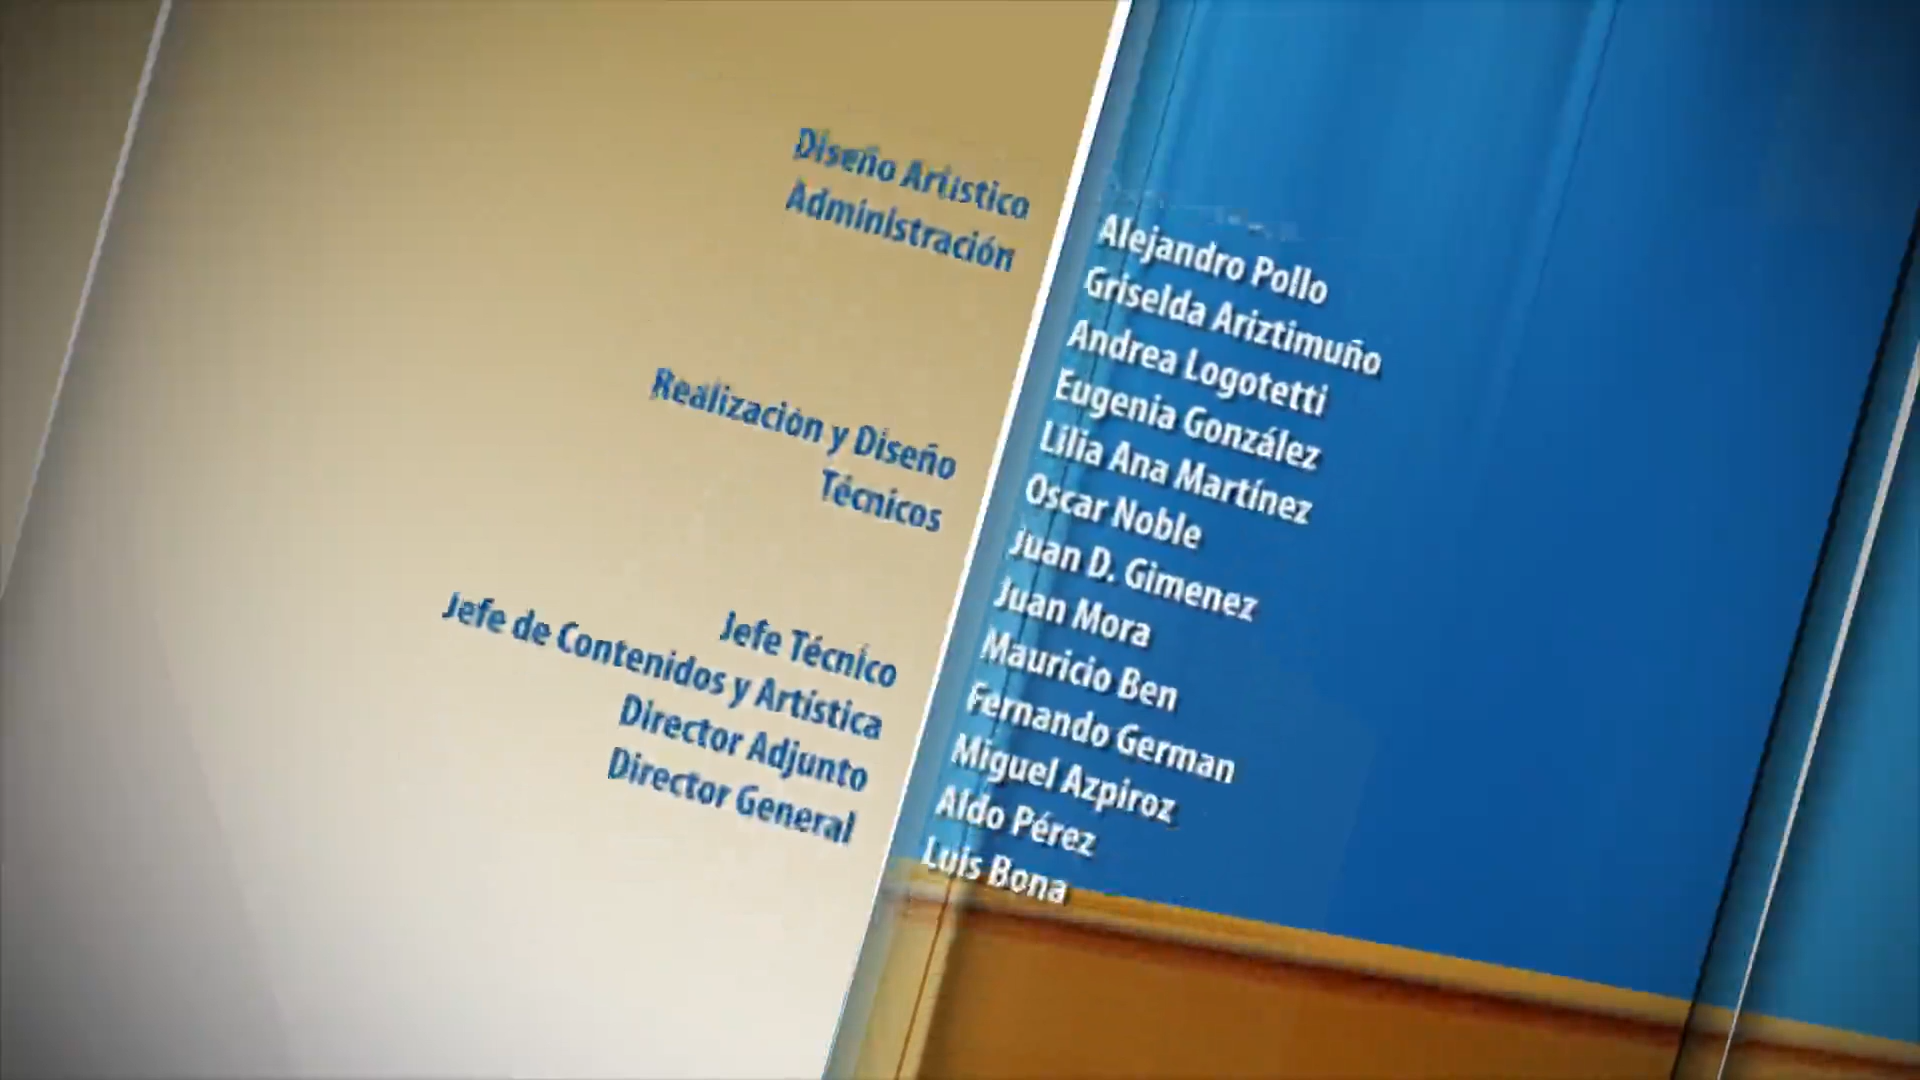 Diseño Artístico Alejandro Pollo
Administración Griselda Ariztimuño
Andrea Logotetti
Eugenia González
Lilia Ana Martínez
Realización y Diseño Oscar Noble
Técnicos Juan D. Gimenez
Juan Mora
Mauricio Ben
Jefe Técnico Fernando German
Jefe de Contenidos y Artística Miguel Azpiroz
Director Adjunto Aldo Pérez
Director General Luis Bona